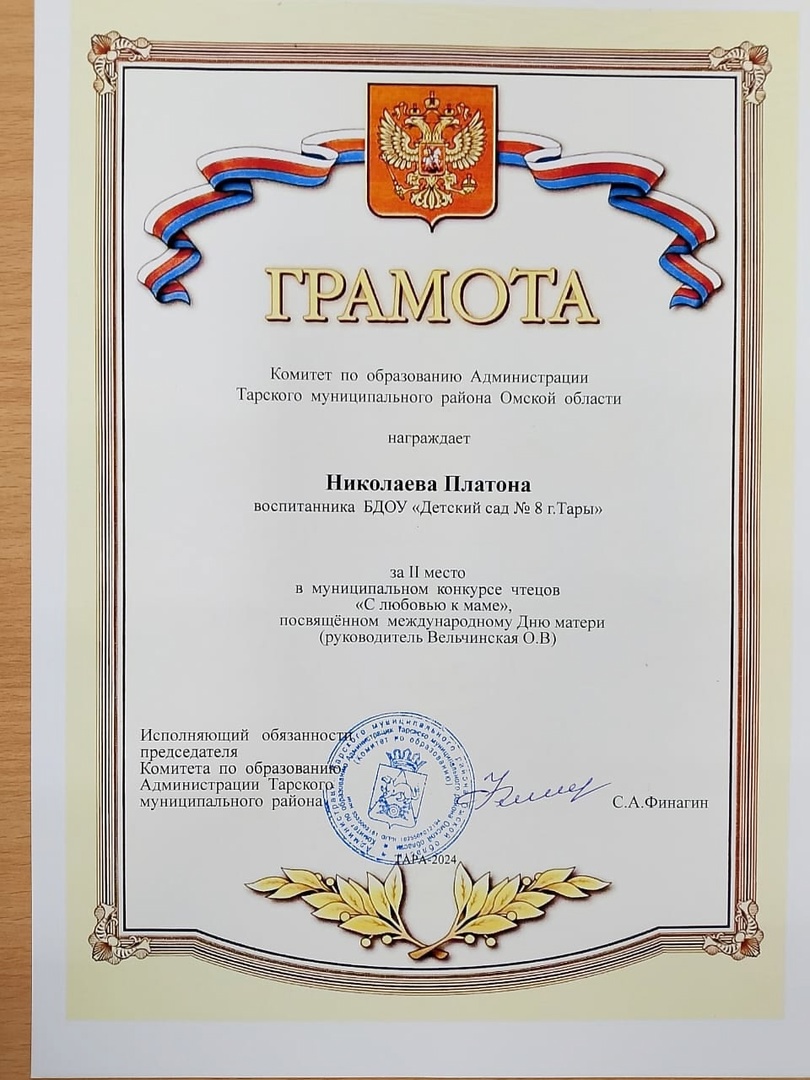 ГРАМОТА
Комитет по образованию Администрации
Тарского муниципального района Омской области
награждает
Николаева Платона
воспитанника БДОУ «Детский сад № 8 г.Тары»
за II место
в муниципальном конкурсе чтецов
«С любовью к маме»,
посвящённом международному Дню матери
(руководитель Вельчинская О.В)
Исполняющий обязанности
председателя
Комитета по образованию
Администрации Тарского
муниципального района
С.А.Финагин
ТАРА-2024